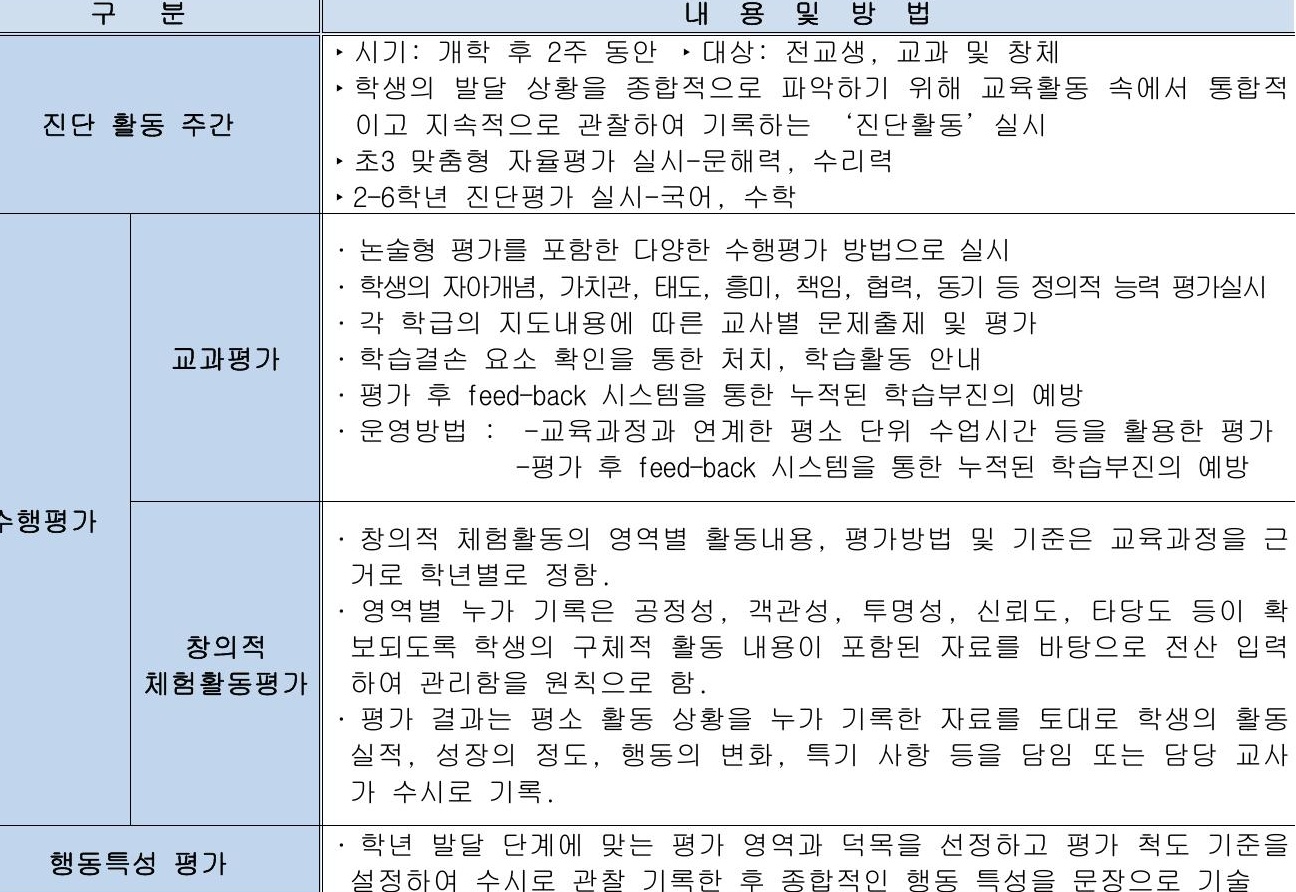 구 분
내 용 및 방 법
진단 활동 주간
‣시기: 개학 후 2주 동안 ‣대상: 전교생, 교과 및 창체
‣학생의 발달 상황을 종합적으로 파악하기 위해 교육활동 속에서 통합적
이고 지속적으로 관찰하여 기록하는 ‘진단활동’ 실시
‣초3 맞춤형 자율평가 실시-문해력, 수리력
‣2-6학년 진단평가 실시-국어, 수학
수행평가
교과평가
· 논술형 평가를 포함한 다양한 수행평가 방법으로 실시
· 학생의 자아개념, 가치관, 태도, 흥미, 책임, 협력, 동기 등 정의적 능력 평가실시
· 각 학급의 지도내용에 따른 교사별 문제출제 및 평가
· 학습결손 요소 확인을 통한 처치, 학습활동 안내
· 평가 후 feed-back 시스템을 통한 누적된 학습부진의 예방
· 운영방법 : -교육과정과 연계한 평소 단위 수업시간 등을 활용한 평가
-평가 후 feed-back 시스템을 통한 누적된 학습부진의 예방
창의적
체험활동평가
· 창의적 체험활동의 영역별 활동내용, 평가방법 및 기준은 교육과정을 근
거로 학년별로 정함.
· 영역별 누가 기록은 공정성, 객관성, 투명성, 신뢰도, 타당도 등이 확
보되도록 학생의 구체적 활동 내용이 포함된 자료를 바탕으로 전산 입력
하여 관리함을 원칙으로 함.
· 평가 결과는 평소 활동 상황을 누가 기록한 자료를 토대로 학생의 활동
실적, 성장의 정도, 행동의 변화, 특기 사항 등을 담임 또는 담당 교사
가 수시로 기록.
행동특성 평가
· 학년 발달 단계에 맞는 평가 영역과 덕목을 선정하고 평가 척도 기준을
설정하여 수시로 관찰 기록한 후 종합적인 행동 특성을 문장으로 기술